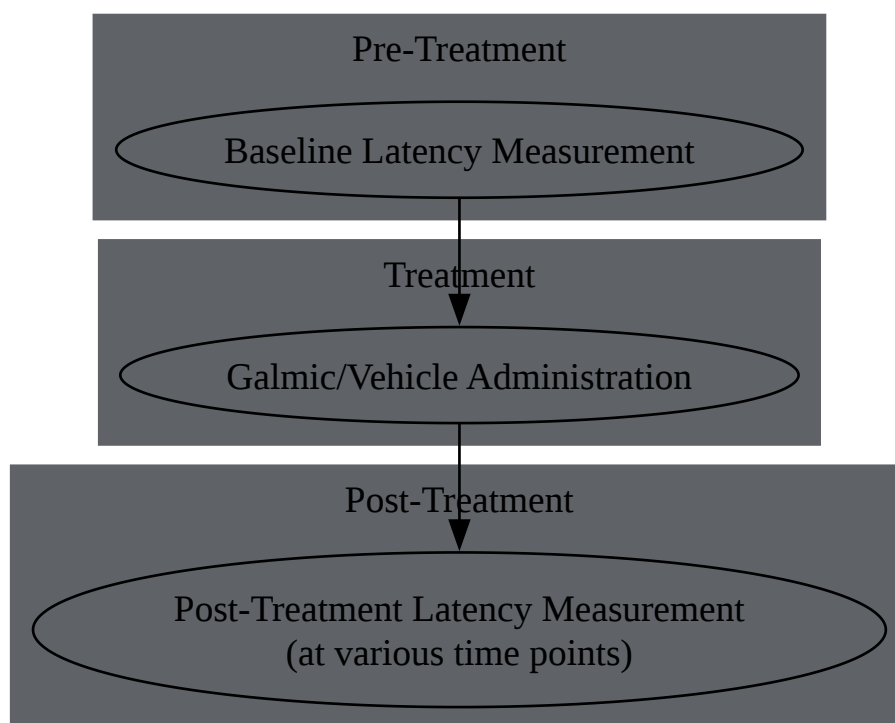 Pre-Treatment
Baseline Latency Measurement
Treatment
Galmic/Vehicle Administration
Post-Treatment
Post-Treatment Latency Measurement
(at various time points)